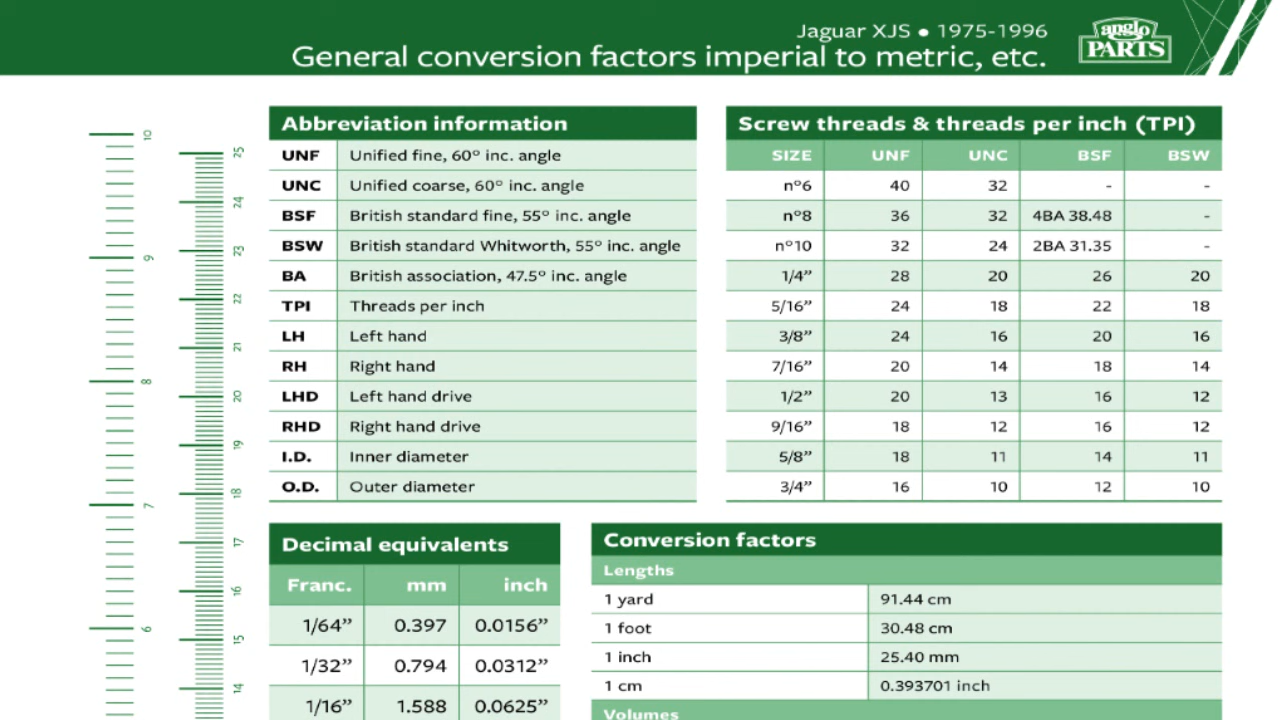 Jaguar XJS • 1975-1996
General conversion factors imperial to metric, etc.
anglo
PARTS
Abbreviation information
UNF Unified fine, 60° inc. angle
UNC Unified coarse, 60° inc. angle
BSF British standard fine, 55° inc. angle
BSW British standard Whitworth, 55° inc. angle
BA British association, 47.5° inc. angle
TPI Threads per inch
LH Left hand
RH Right hand
LHD Left hand drive
RHD Right hand drive
I.D. Inner diameter
O.D. Outer diameter
Screw threads & threads per inch (TPI)
SIZE UNF UNC BSF BSW
n°6 40 32 - -
n°8 36 32 4BA 38.48 -
n°10 32 24 2BA 31.35 -
1/4” 28 20 26 20
5/16” 24 18 22 18
3/8” 24 16 20 16
7/16” 20 14 18 14
1/2” 20 13 16 12
9/16” 18 12 16 12
5/8” 18 11 14 11
3/4” 16 10 12 10
10
9
8
7
6
25
24
23
22
21
20
19
18
17
16
15
14
Decimal equivalents
Franc. mm inch
1/64” 0.397 0.0156”
1/32” 0.794 0.0312”
1/16” 1.588 0.0625”
Conversion factors
Lengths
1 yard 91.44 cm
1 foot 30.48 cm
1 inch 25.40 mm
1 cm 0.393701 inch
Volumes